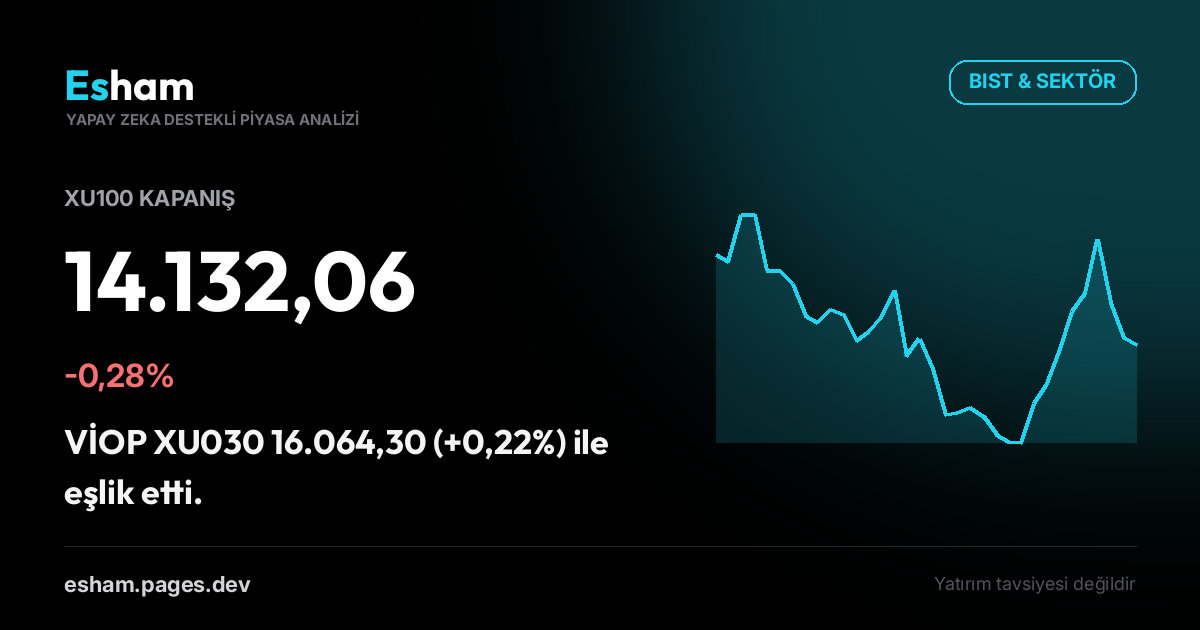 Esham
YAPAY ZEKA DESTEKLİ PİYASA ANALİZİ
BIST & SEKTÖR
XU100 KAPANIŞ
14.132,06
-0,28%
VİOP XU030 16.064,30 (+0,22%) ile
eşlik etti.
esham.pages.dev
Yatırım tavsiyesi değildir